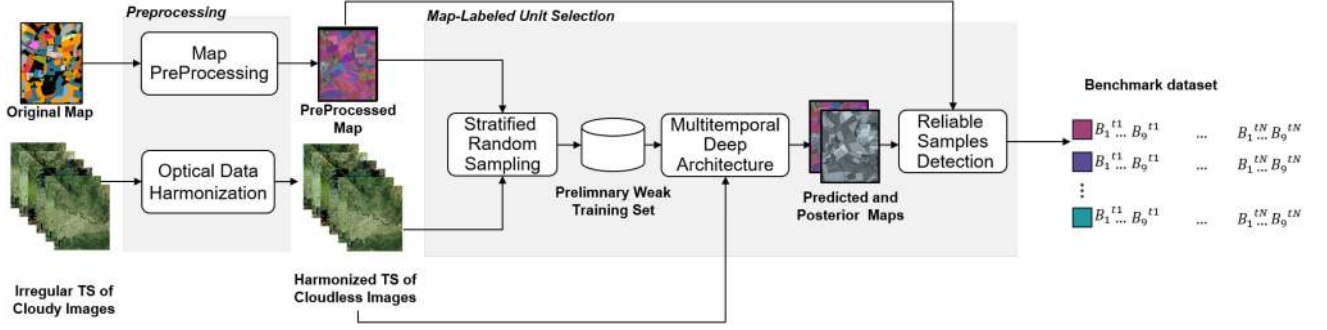 Preprocessing
Map-Labeled Unit Selection
Map
PreProcessing
Original Map
PreProcessed
Map
Optical Data
Harmonization
Irregular TS of
Cloudy Images
Harmonized TS of
Cloudless Images
Stratified
Random
Sampling
Prelimnary Weak
Training Set
Multitemporal
Deep
Architecture
Predicted and
Posterior Maps
Reliable
Samples
Detection
Benchmark dataset
B₁ᵗ¹... B₉ᵗ¹ ... B₁ᵗᴺ... B₉ᵗᴺ
B₁ᵗ¹... B₉ᵗ¹ ... B₁ᵗᴺ... B₉ᵗᴺ
⋮
B₁ᵗ¹... B₉ᵗ¹ ... B₁ᵗᴺ... B₉ᵗᴺ